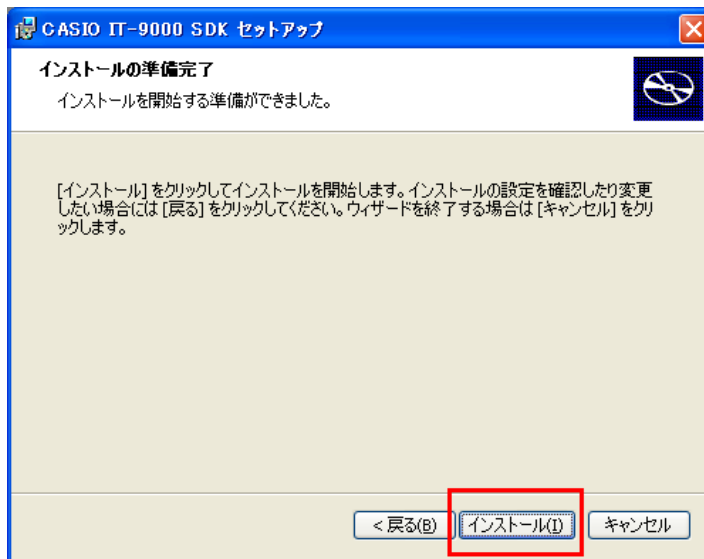 CASIO IT-9000 SDK セットアップ
インストールの準備完了
インストールを開始する準備ができました。
[インストール] をクリックしてインストールを開始します。インストールの設定を確認したり変更
したい場合には [戻る] をクリックしてください。ウィザードを終了する場合は [キャンセル] をクリ
ックします。
< 戻る(B) インストール(I) キャンセル